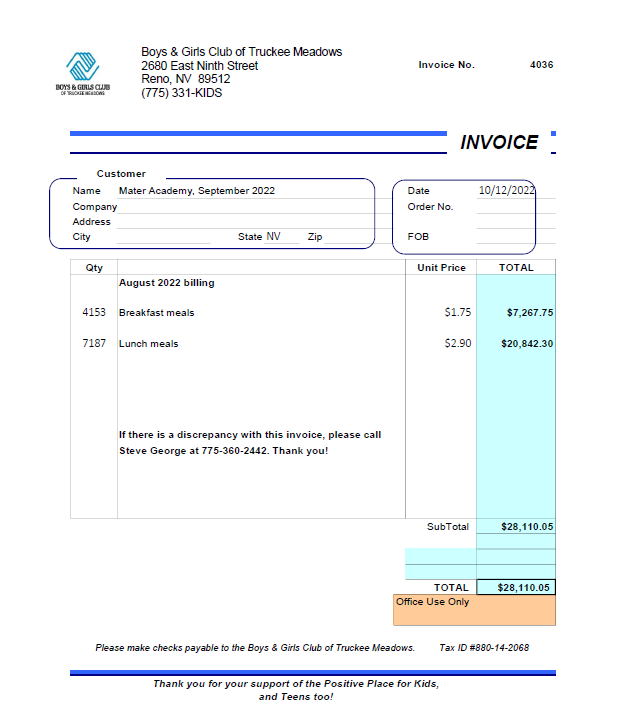 Boys & Girls Club of Truckee Meadows
2680 East Ninth Street
Reno, NV 89512
(775) 331-KIDS
BOYS & GIRLS CLUB
OF TRUCKEE MEADOWS
Invoice No. 4036
INVOICE
Customer
Name Mater Academy, September 2022
Company
Address
City State NV Zip
Date 10/12/2022
Order No.
FOB
Qty Unit Price TOTAL
August 2022 billing
4153 Breakfast meals $1.75 $7,267.75
7187 Lunch meals $2.90 $20,842.30
If there is a discrepancy with this invoice, please call
Steve George at 775-360-2442. Thank you!
SubTotal $28,110.05
TOTAL $28,110.05
Office Use Only
Please make checks payable to the Boys & Girls Club of Truckee Meadows. Tax ID #880-14-2068
Thank you for your support of the Positive Place for Kids,
and Teens too!